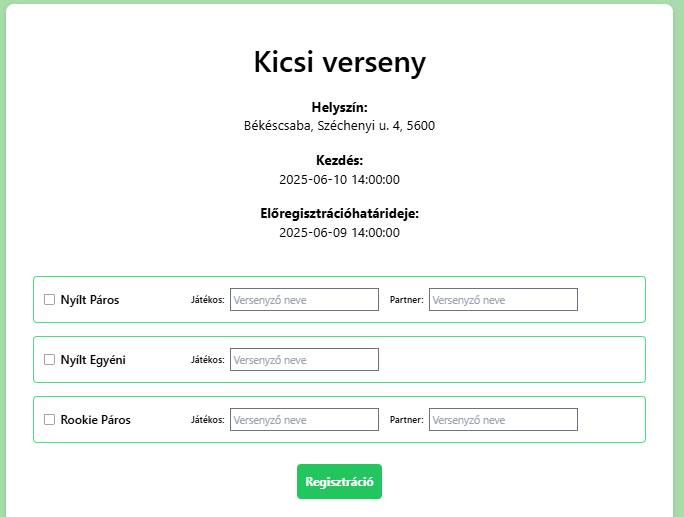 Kicsi verseny
Helyszín:
Békéscsaba, Széchenyi u. 4, 5600
Kezdés:
2025-06-10 14:00:00
Előregisztrációhatárideje:
2025-06-09 14:00:00
Nyílt Páros Játékos: Versenyző neve Partner: Versenyző neve
Nyílt Egyéni Játékos: Versenyző neve
Rookie Páros Játékos: Versenyző neve Partner: Versenyző neve
Regisztráció